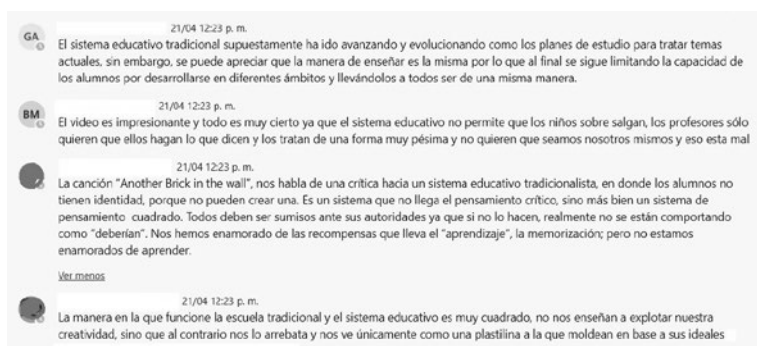 21/04 12:23 p. m.
GA
El sistema educativo tradicional supuestamente ha ido avanzando y evolucionando como los planes de estudio para tratar temas
actuales, sin embargo, se puede apreciar que la manera de enseñar es la misma por lo que al final se sigue limitando la capacidad de
los alumnos por desarrollarse en diferentes ámbitos y llevándolos a todos ser de una misma manera.
21/04 12:23 p. m.
BM
El video es impresionante y todo es muy cierto ya que el sistema educativo no permite que los niños sobre salgan, los profesores sólo
quieren que ellos hagan lo que dicen y los tratan de una forma muy pésima y no quieren que seamos nosotros mismos y eso esta mal
21/04 12:23 p. m.
La canción "Another Brick in the wall", nos habla de una crítica hacia un sistema educativo tradicionalista, en donde los alumnos no
tienen identidad, porque no pueden crear una. Es un sistema que no llega el pensamiento crítico, sino más bien un sistema de
pensamiento cuadrado. Todos deben ser sumisos ante sus autoridades ya que si no lo hacen, realmente no se están comportando
como "deberían". Nos hemos enamorado de las recompensas que lleva el "aprendizaje", la memorización; pero no estamos
enamorados de aprender.
Ver menos
21/04 12:23 p. m.
La manera en la que funcione la escuela tradicional y el sistema educativo es muy cuadrado, no nos enseñan a explotar nuestra
creatividad, sino que al contrario nos lo arrebata y nos ve únicamente como una plastilina a la que moldean en base a sus ideales